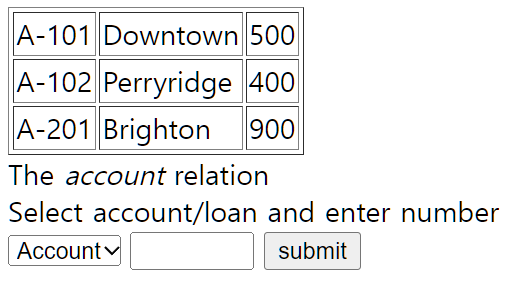 A-101 Downtown 500
A-102 Perryridge 400
A-201 Brighton 900
The account relation
Select account/loan and enter number
Account submit